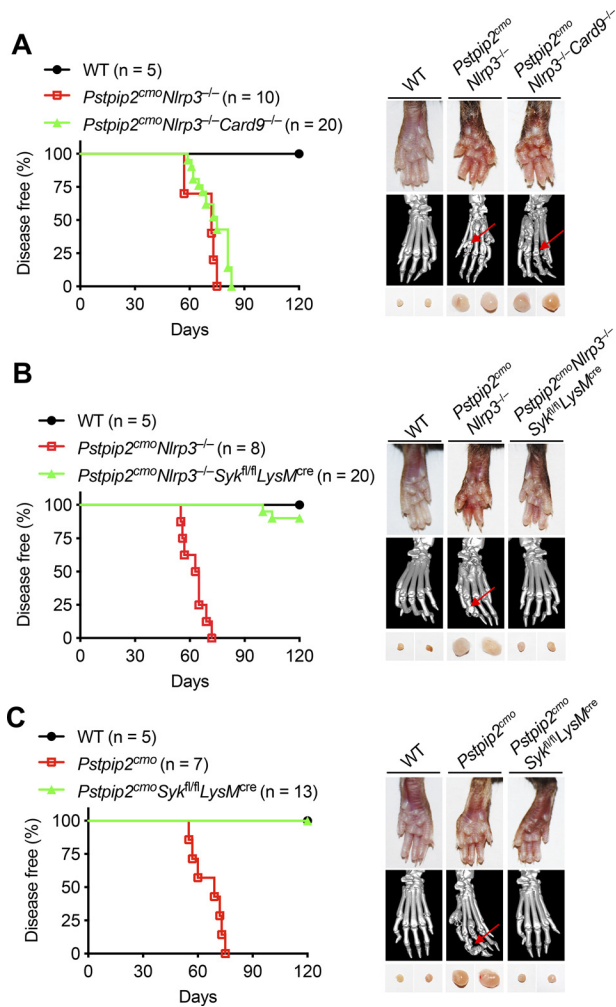 A
WT (n = 5)
Pstpip2ᶜᵐᵒNlrp3⁻/⁻ (n = 10)
Pstpip2ᶜᵐᵒNlrp3⁻/⁻Card9⁻/⁻ (n = 20)
Disease free (%)
100
75
50
25
0
0 30 60 90 120
Days
WT
Pstpip2ᶜᵐᵒ
Nlrp3⁻/⁻
Pstpip2ᶜᵐᵒ
Nlrp3⁻/⁻Card9⁻/⁻
B
WT (n = 5)
Pstpip2ᶜᵐᵒNlrp3⁻/⁻ (n = 8)
Pstpip2ᶜᵐᵒNlrp3⁻/⁻Sykᶠˡ/ᶠˡLysMᶜʳᵉ (n = 20)
Disease free (%)
100
75
50
25
0
0 30 60 90 120
Days
WT
Pstpip2ᶜᵐᵒ
Nlrp3⁻/⁻
Pstpip2ᶜᵐᵒNlrp3⁻/⁻
Sykᶠˡ/ᶠˡLysMᶜʳᵉ
C
WT (n = 5)
Pstpip2ᶜᵐᵒ (n = 7)
Pstpip2ᶜᵐᵒSykᶠˡ/ᶠˡLysMᶜʳᵉ (n = 13)
Disease free (%)
100
75
50
25
0
0 30 60 90 120
Days
WT
Pstpip2ᶜᵐᵒ
Pstpip2ᶜᵐᵒ
Sykᶠˡ/ᶠˡLysMᶜʳᵉ